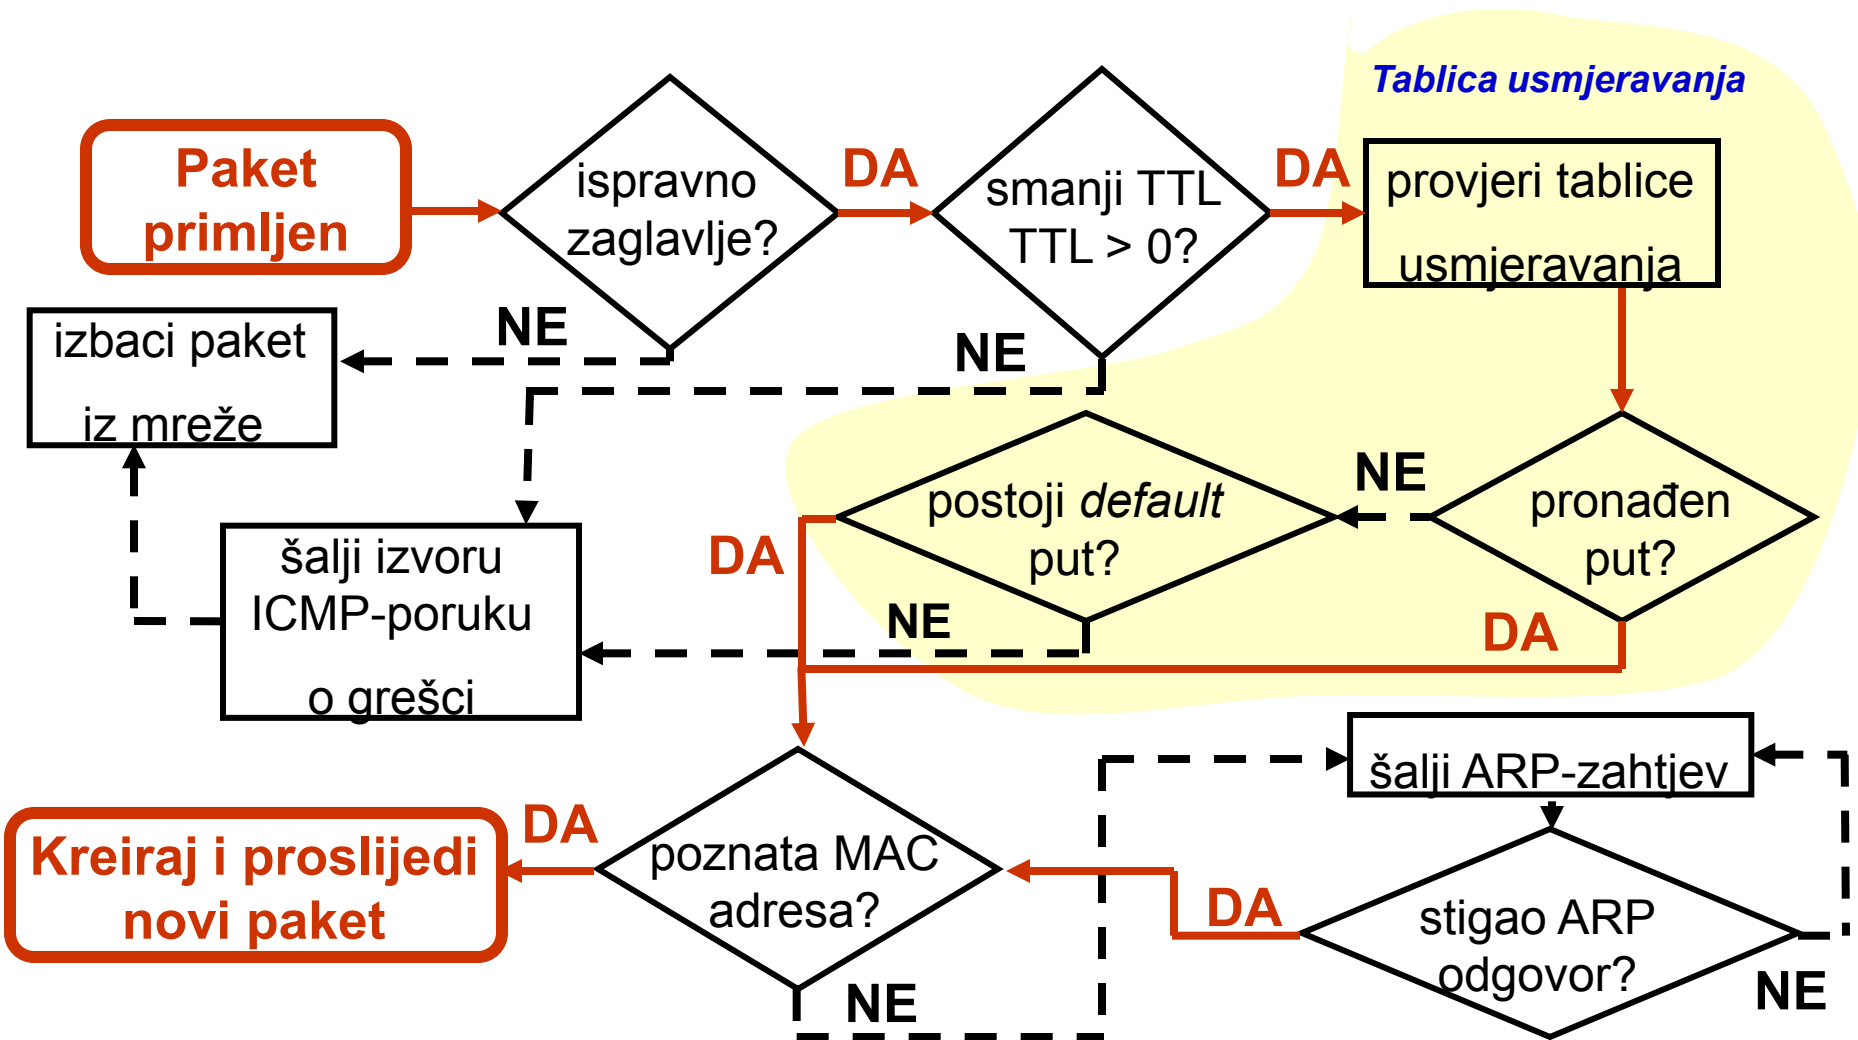 Tablica usmjeravanja
Paket
primljen
ispravno
zaglavlje?
DA
smanji TTL
TTL > 0?
DA
provjeri tablice
usmjeravanja
NE
NE
izbaci paket
iz mreže
postoji default
put?
NE
pronađen
put?
DA
DA
NE
šalji izvoru
ICMP-poruku
o grešci
šalji ARP-zahtjev
Kreiraj i proslijedi
novi paket
DA
poznata MAC
adresa?
DA
stigao ARP
odgovor?
NE
NE